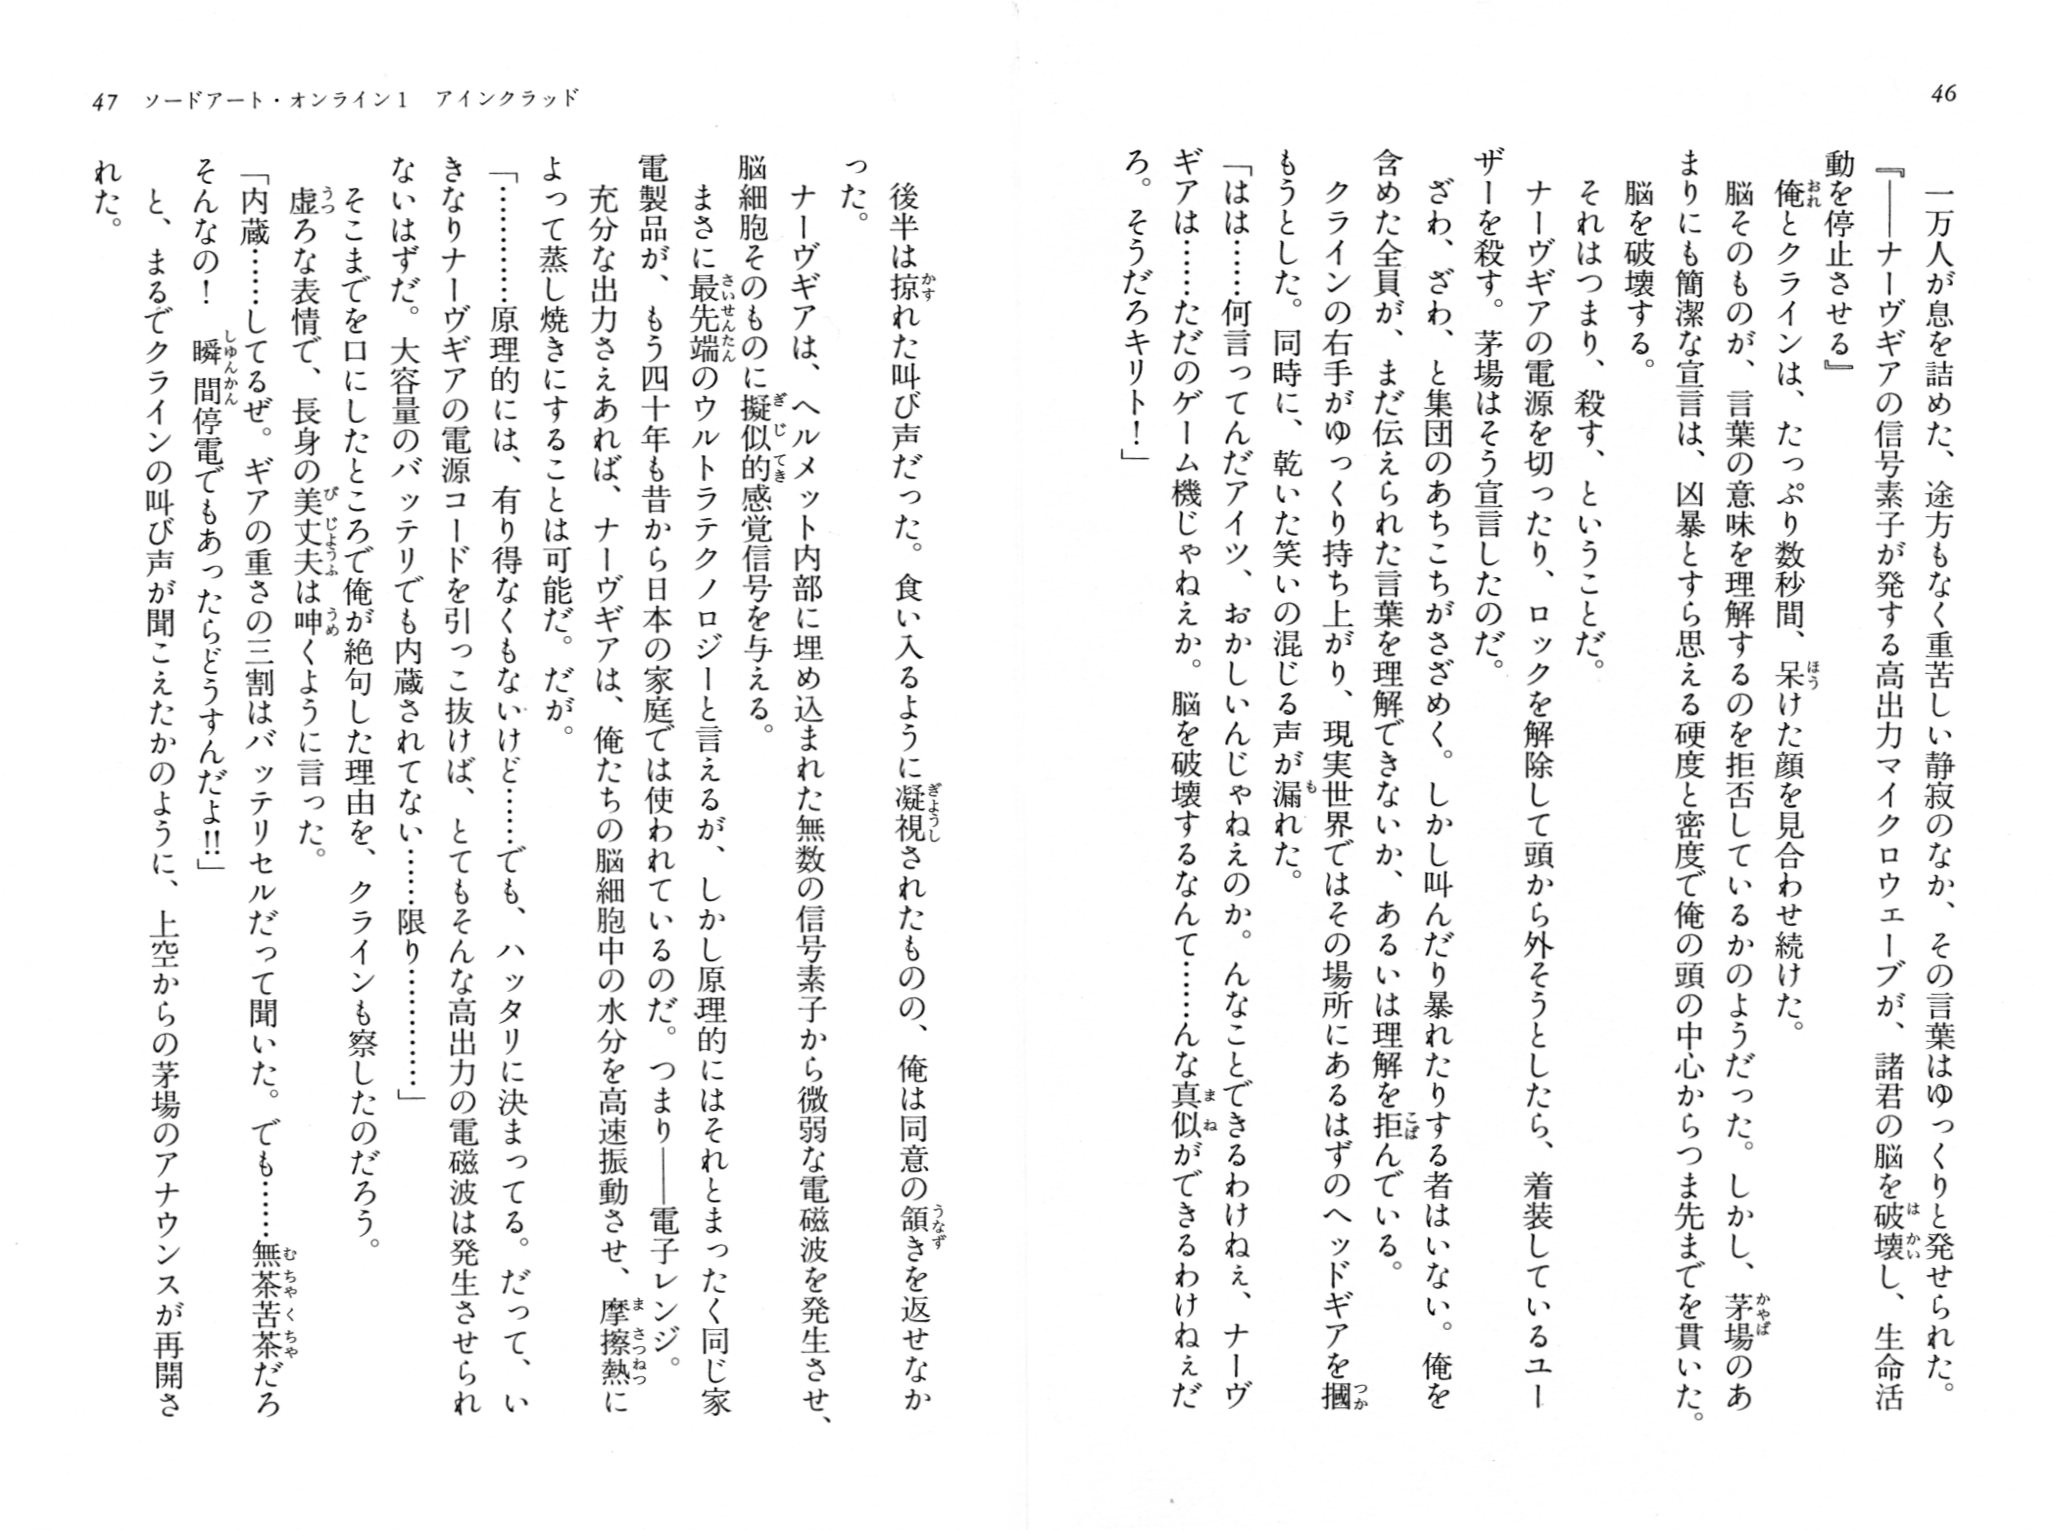 46
一万人が息を詰めた、途方もなく重苦しい静寂のなか、その言葉はゆっくりと発せられた。
『――ナーヴギアの信号素子が発する高出力マイクロウェーブが、諸君の脳を破壊し、生命活
動を停止させる』
俺とクラインは、たっぷり数秒間、呆けた顔を見合わせ続けた。
脳そのものが、言葉の意味を理解するのを拒否しているかのようだった。しかし、茅場のあ
まりにも簡潔な宣言は、凶暴とすら思える硬度と密度で俺の頭の中心からつま先までを貫いた。
脳を破壊する。
それはつまり、殺す、ということだ。
ナーヴギアの電源を切ったり、ロックを解除して頭から外そうとしたら、着装しているユー
ザーを殺す。茅場はそう宣言したのだ。
ざわ、ざわ、と集団のあちこちがさざめく。しかし叫んだり暴れたりする者はいない。俺を
含めた全員が、まだ伝えられた言葉を理解できないか、あるいは理解を拒んでいる。
クラインの右手がゆっくり持ち上がり、現実世界ではその場所にあるはずのヘッドギアを摑
もうとした。同時に、乾いた笑いの混じる声が漏れた。
「はは……何言ってんだアイツ、おかしいんじゃねえのか。んなことできるわけねぇ、ナーヴ
ギアは……ただのゲーム機じゃねえか。脳を破壊するなんて……んな真似ができるわけねぇだ
ろ。そうだろキリト！」
47 ソードアート・オンライン1 アインクラッド
後半は掠れた叫び声だった。食い入るように凝視されたものの、俺は同意の頷きを返せなか
った。
ナーヴギアは、ヘルメット内部に埋め込まれた無数の信号素子から微弱な電磁波を発生させ、
脳細胞そのものに擬似的感覚信号を与える。
まさに最先端のウルトラテクノロジーと言えるが、しかし原理的にはそれとまったく同じ家
電製品が、もう四十年も昔から日本の家庭では使われているのだ。つまり――電子レンジ。
充分な出力さえあれば、ナーヴギアは、俺たちの脳細胞中の水分を高速振動させ、摩擦熱に
よって蒸し焼きにすることは可能だ。だが。
「…………原理的には、有り得なくもないけど……でも、ハッタリに決まってる。だって、い
きなりナーヴギアの電源コードを引っこ抜けば、とてもそんな高出力の電磁波は発生させられ
ないはずだ。大容量のバッテリでも内蔵されてない……限り…………」
そこまでを口にしたところで俺が絶句した理由を、クラインも察したのだろう。
虚ろな表情で、長身の美丈夫は呻くように言った。
「内蔵……してるぜ。ギアの重さの三割はバッテリセルだって聞いた。でも……無茶苦茶だろ
そんなの！　瞬間停電でもあったらどうすんだよ!!」
と、まるでクラインの叫び声が聞こえたかのように、上空からの茅場のアナウンスが再開さ
れた。